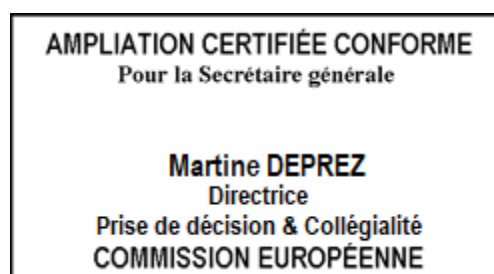 AMPLIATION CERTIFIÉE CONFORME
Pour la Secrétaire générale
Martine DEPREZ
Directrice
Prise de décision & Collégialité
COMMISSION EUROPÉENNE